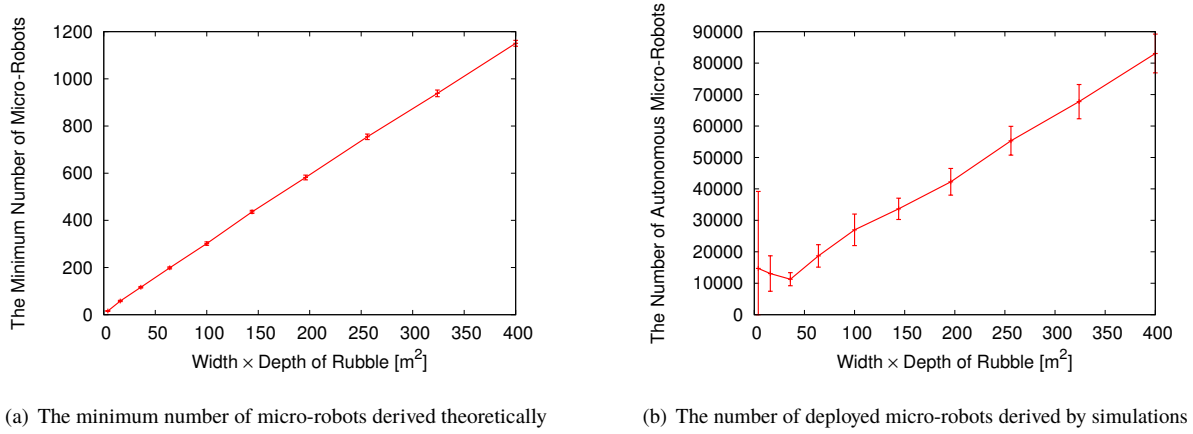 The Minimum Number of Micro-Robots
1200
1000
800
600
400
200
0
0 50 100 150 200 250 300 350 400
Width × Depth of Rubble [m²]
(a) The minimum number of micro-robots derived theoretically
The Number of Autonomous Micro-Robots
90000
80000
70000
60000
50000
40000
30000
20000
10000
0
0 50 100 150 200 250 300 350 400
Width × Depth of Rubble [m²]
(b) The number of deployed micro-robots derived by simulations